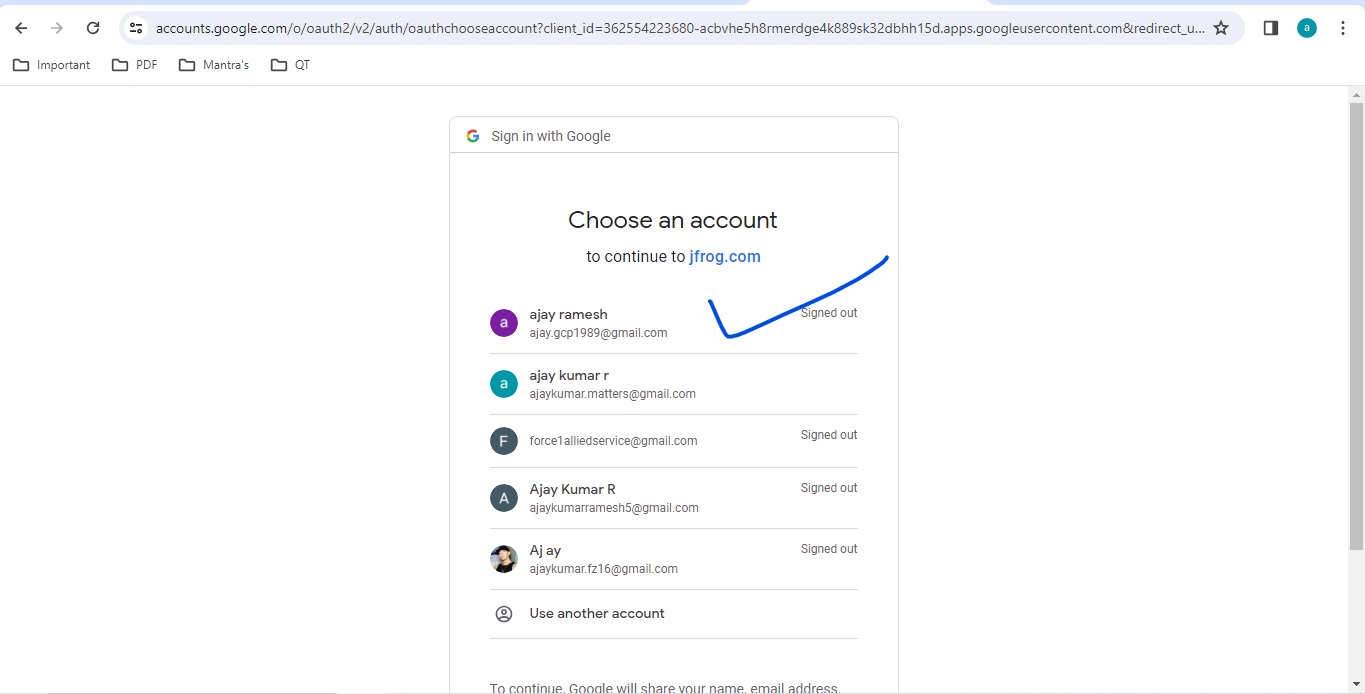 accounts.google.com/o/oauth2/v2/auth/oauthchooseaccount?client_id=362554223680-acbvhe5h8rmerdge4k889sk32dbhh15d.apps.googleusercontent.com&redirect_u...
a
Important PDF Mantra's QT
Sign in with Google
Choose an account
to continue to jfrog.com
a
ajay ramesh
Signed out
ajay.gcp1989@gmail.com
a
ajay kumar r
ajaykumar.matters@gmail.com
F
force1alliedservice@gmail.com
Signed out
A
Ajay Kumar R
Signed out
ajaykumarramesh5@gmail.com
Aj ay
Signed out
ajaykumar.fz16@gmail.com
Use another account
To continue, Google will share your name, email address,